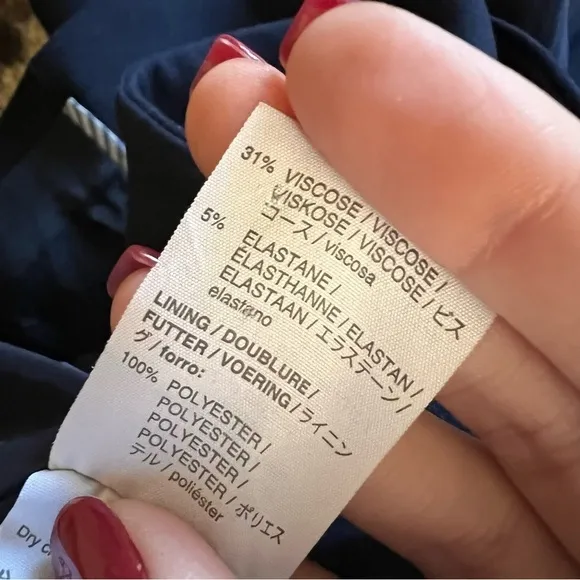 31% VISCOSE / VISCOSE /
VISKOSE / VISCOSE / ビス
コース / viscosa
5% ELASTANE /
ELASTHANNE / ELASTAN /
ELASTAAN / エラステーン /
elastano
LINING / DOUBLURE /
FUTTER / VOERING / ライニン
グ / forro:
100% POLYESTER /
POLYESTER /
POLYESTER /
POLYESTER / ポリエス
テル / poliéster
Dry